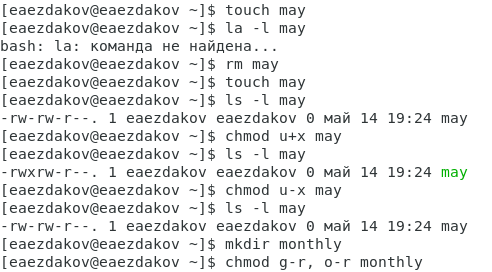 [eaezdakov@eaezdakov ~]$ touch may
[eaezdakov@eaezdakov ~]$ la -l may
bash: la: команда не найдена...
[eaezdakov@eaezdakov ~]$ rm may
[eaezdakov@eaezdakov ~]$ touch may
[eaezdakov@eaezdakov ~]$ ls -l may
-rw-rw-r--. 1 eaezdakov eaezdakov 0 май 14 19:24 may
[eaezdakov@eaezdakov ~]$ chmod u+x may
[eaezdakov@eaezdakov ~]$ ls -l may
-rwxrw-r--. 1 eaezdakov eaezdakov 0 май 14 19:24 may
[eaezdakov@eaezdakov ~]$ chmod u-x may
[eaezdakov@eaezdakov ~]$ ls -l may
-rw-rw-r--. 1 eaezdakov eaezdakov 0 май 14 19:24 may
[eaezdakov@eaezdakov ~]$ mkdir monthly
[eaezdakov@eaezdakov ~]$ chmod g-r, o-r monthly